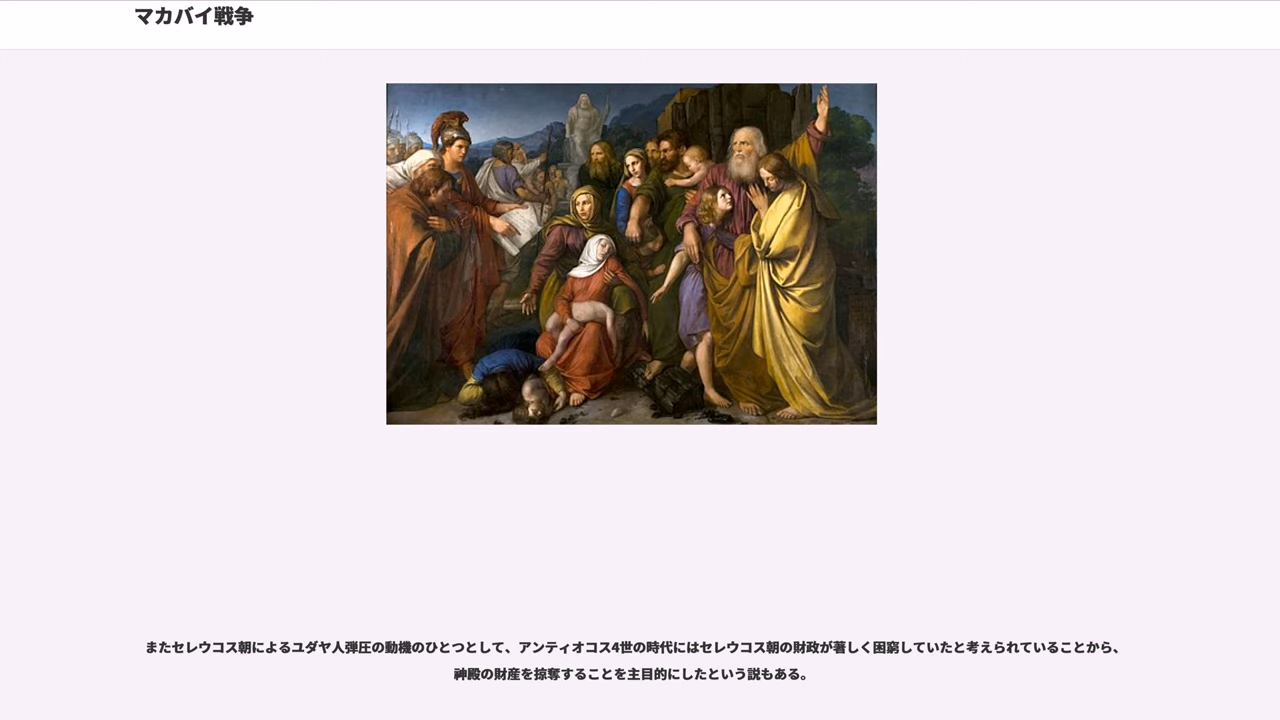 マカバイ戦争
またセレウコス朝によるユダヤ人弾圧の動機のひとつとして、アンティオコス4世の時代にはセレウコス朝の財政が著しく困窮していたと考えられていることから、
神殿の財産を掠奪することを主目的にしたという説もある。